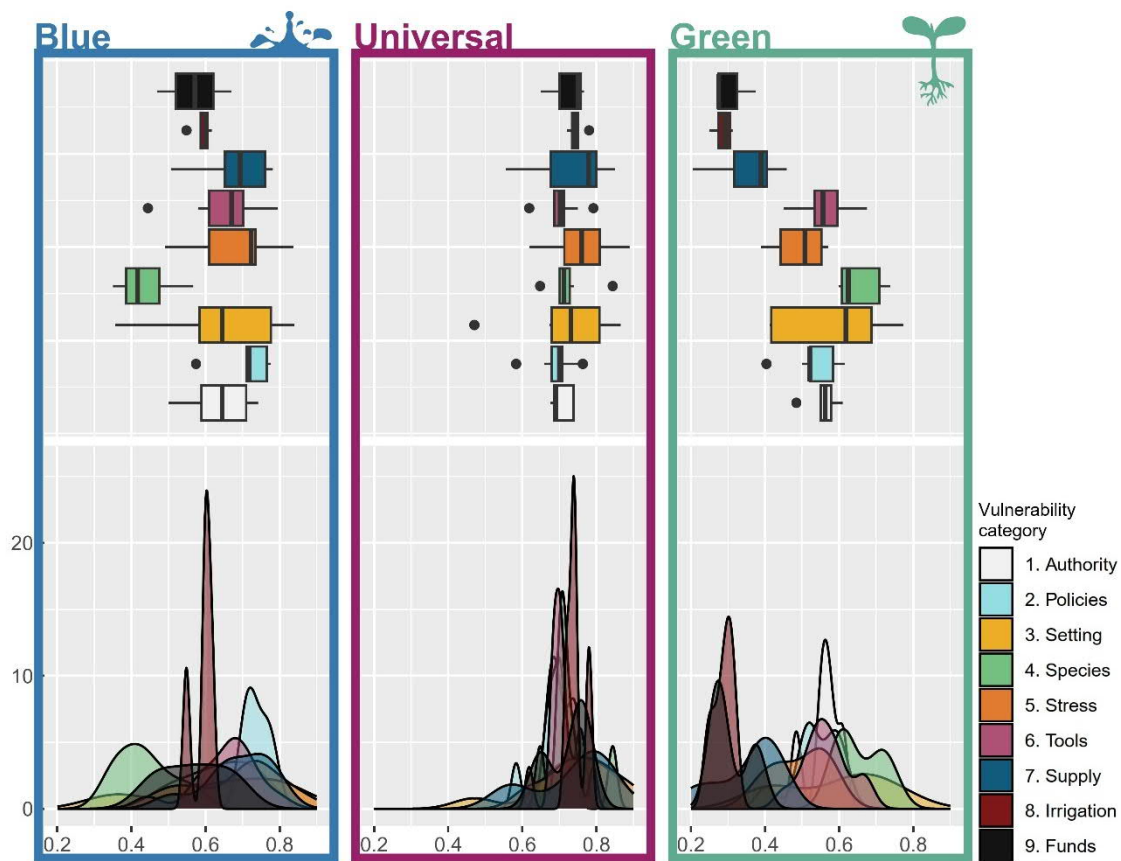 Blue
Universal
Green
20
10
0
0.2 0.4 0.6 0.8
0.2 0.4 0.6 0.8
0.2 0.4 0.6 0.8
Vulnerability
category
1. Authority
2. Policies
3. Setting
4. Species
5. Stress
6. Tools
7. Supply
8. Irrigation
9. Funds